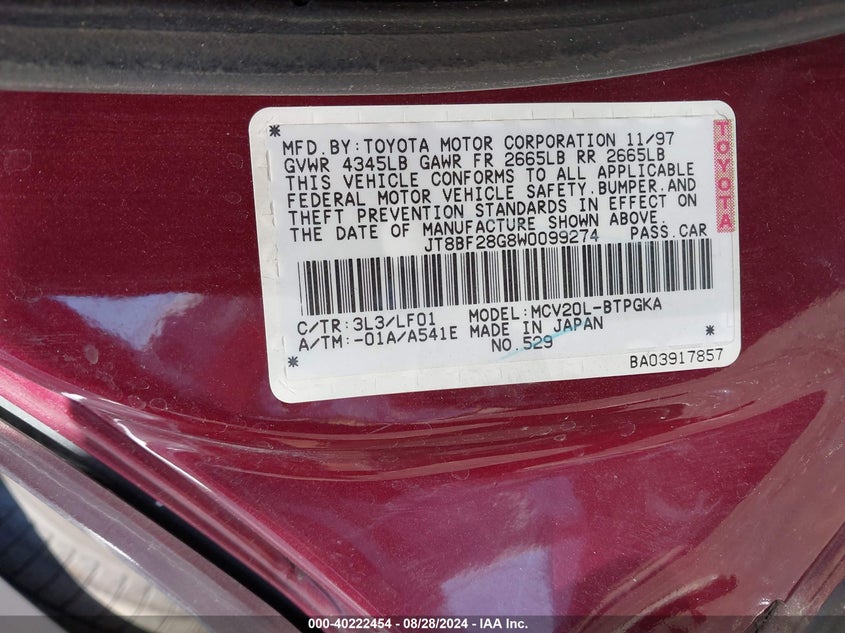 *
MFD.BY:TOYOTA MOTOR CORPORATION 11/97
GVWR 4345LB GAWR FR 2665LB RR 2665LB
THIS VEHICLE CONFORMS TO ALL APPLICABLE
FEDERAL MOTOR VEHICLE SAFETY.BUMPER.AND
THEFT PREVENTION STANDARDS IN EFFECT ON
THE DATE OF MANUFACTURE SHOWN ABOVE.
JT8BF28G8W0099274 PASS.CAR
TOYOTA
C/TR:3L3/LF01 MODEL:MCV20L-BTPGKA
A/TM:-01A/A541E MADE IN JAPAN
* NO.529 *
BA03917857
000-40222454 - 08/28/2024 - IAA Inc.